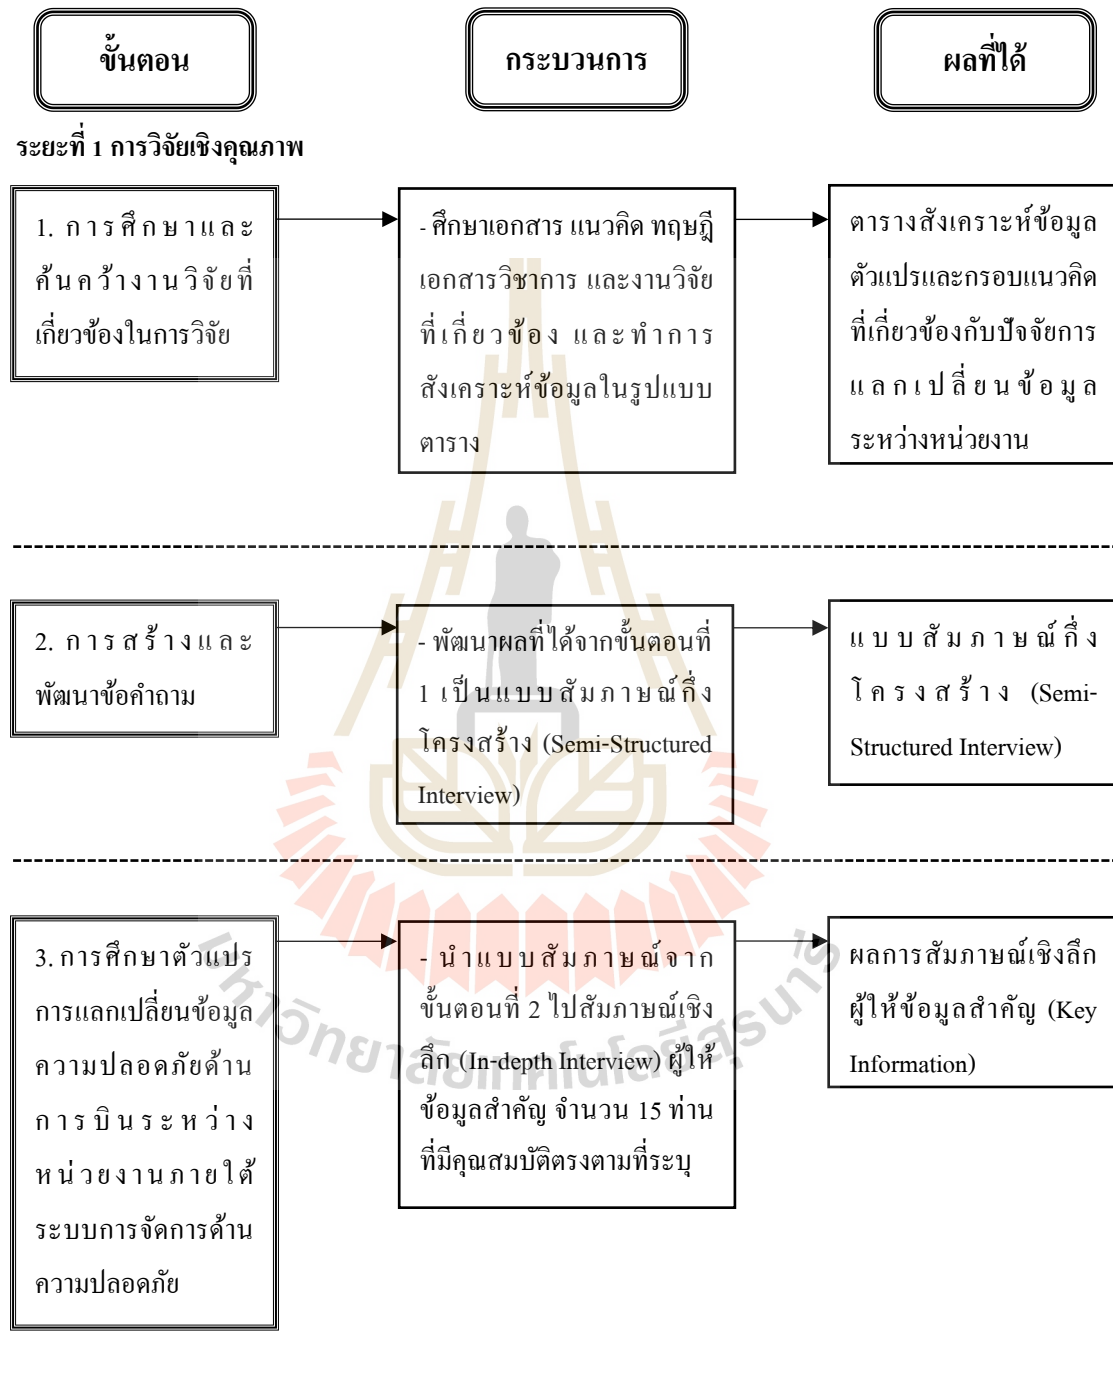 ขั้นตอน
กระบวนการ
ผลที่ได้
ระยะที่ 1 การวิจัยเชิงคุณภาพ
1. การศึกษาและ
ค้นคว้างานวิจัยที่
เกี่ยวข้องในการวิจัย
- ศึกษาเอกสาร แนวคิด ทฤษฎี
เอกสารวิชาการ และงานวิจัย
ที่เกี่ยวข้อง และทำการ
สังเคราะห์ข้อมูลในรูปแบบ
ตาราง
ตารางสังเคราะห์ข้อมูล
ตัวแปรและกรอบแนวคิด
ที่เกี่ยวข้องกับปัจจัยการ
แลกเปลี่ยนข้อมูล
ระหว่างหน่วยงาน
2. การสร้างและ
พัฒนาข้อคำถาม
- พัฒนาผลที่ได้จากขั้นตอนที่
1 เป็นแบบสัมภาษณ์กึ่ง
โครงสร้าง (Semi-Structured
Interview)
แบบสัมภาษณ์กึ่ง
โครงสร้าง (Semi-
Structured Interview)
3. การศึกษาตัวแปร
การแลกเปลี่ยนข้อมูล
ความปลอดภัยด้าน
การบินระหว่าง
หน่วยงานภายใต้
ระบบการจัดการด้าน
ความปลอดภัย
- นำแบบสัมภาษณ์จาก
ขั้นตอนที่ 2 ไปสัมภาษณ์เชิง
ลึก (In-depth Interview) ผู้ให้
ข้อมูลสำคัญ จำนวน 15 ท่าน
ที่มีคุณสมบัติตรงตามที่ระบุ
ผลการสัมภาษณ์เชิงลึก
ผู้ให้ข้อมูลสำคัญ (Key
Information)
มหาวิทยาลัยเทคโนโลยีสุรนารี